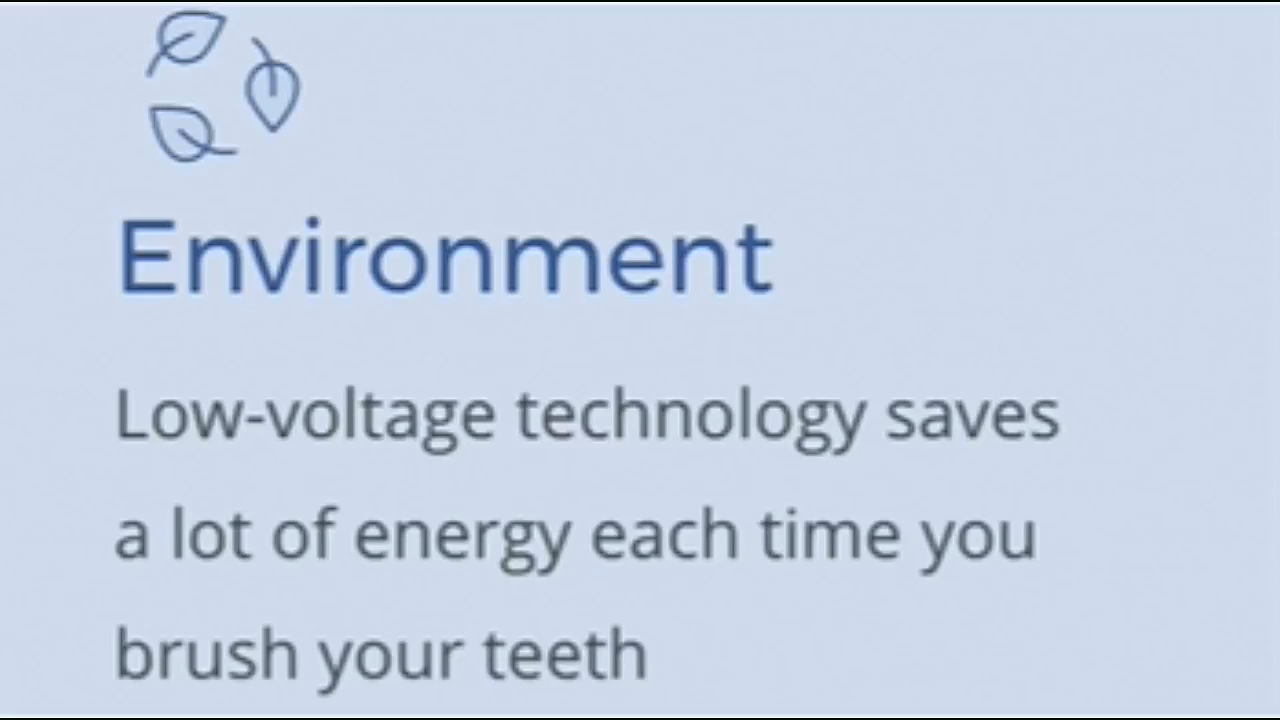 Environment
Low-voltage technology saves
a lot of energy each time you
brush your teeth